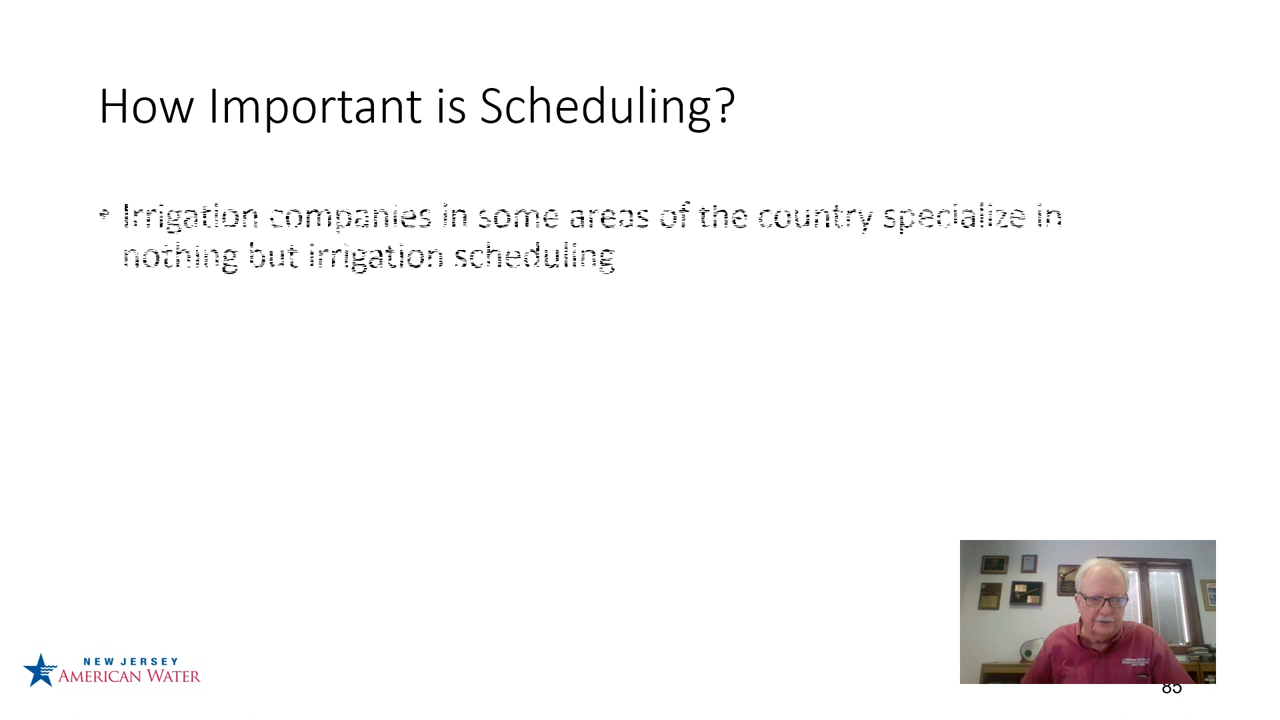 How Important is Scheduling?
• Irrigation companies in some areas of the country specialize in
nothing but irrigation scheduling
NEW JERSEY
AMERICAN WATER
85